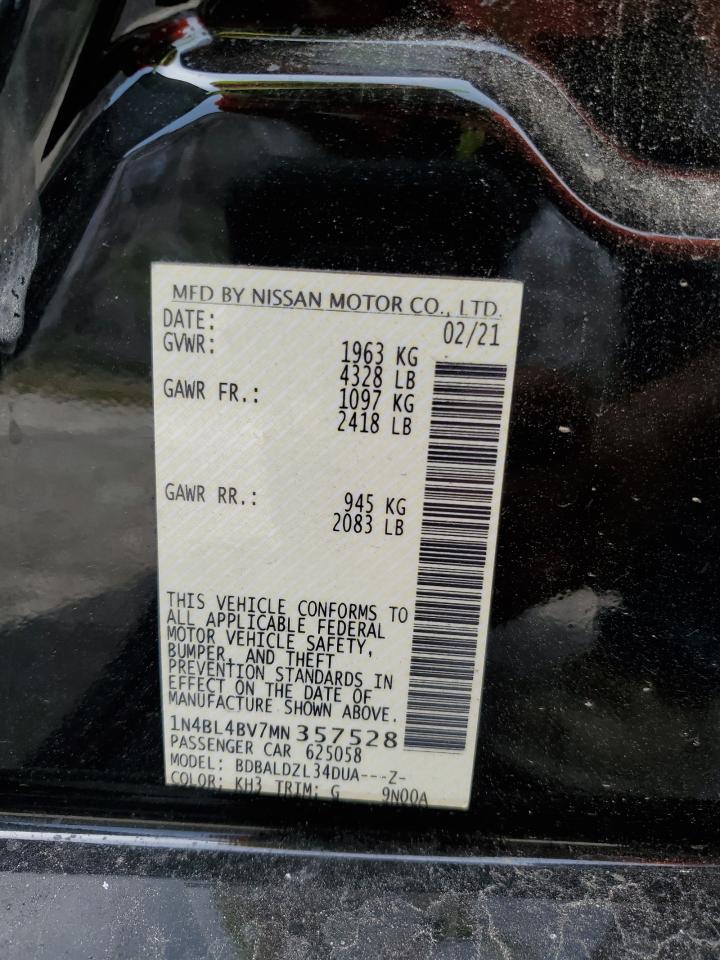 MFD BY NISSAN MOTOR CO., LTD.
DATE: 02/21
GVWR: 1963 KG
4328 LB
GAWR FR.: 1097 KG
2418 LB
GAWR RR.: 945 KG
2083 LB
THIS VEHICLE CONFORMS TO
ALL APPLICABLE FEDERAL
MOTOR VEHICLE SAFETY,
BUMPER, AND THEFT
PREVENTION STANDARDS IN
EFFECT ON THE DATE OF
MANUFACTURE SHOWN ABOVE.
1N4BL4BV7MN357528
PASSENGER CAR 625058
MODEL: BDBALDZL34DUA---Z-
COLOR: KH3 TRIM: G 9N00A